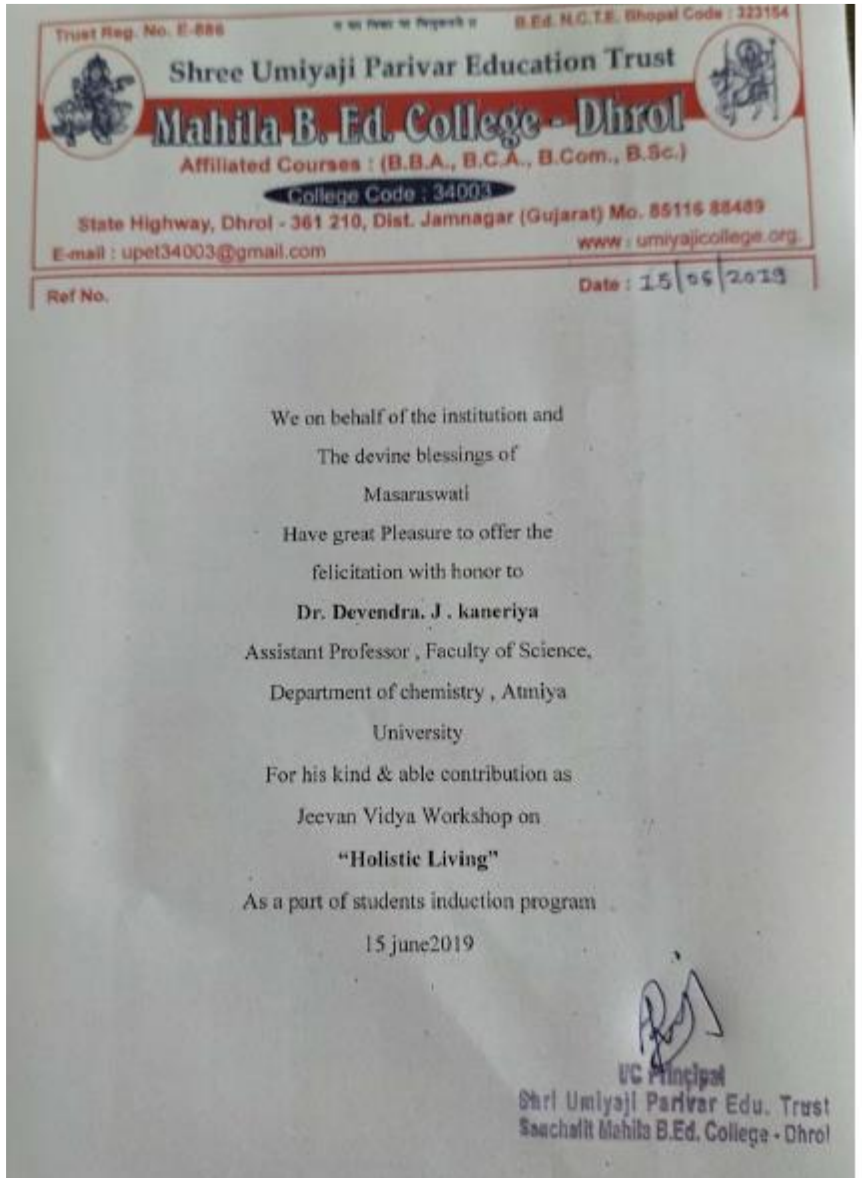 Trust Reg. No. E-886
B.Ed. N.C.T.E. Bhopal Code : 323154
Shree Umiyaji Parivar Education Trust
Mahila B. Ed. College - Dhrol
Affiliated Courses : (B.B.A., B.C.A., B.Com., B.Sc.)
College Code : 34003
State Highway, Dhrol - 361 210, Dist. Jamnagar (Gujarat) Mo. 85116 88489
E-mail : upet34003@gmail.com
www : umiyajicollege.org.
Ref No.
Date : 15/06/2019
We on behalf of the institution and
The devine blessings of
Masaraswati
Have great Pleasure to offer the
felicitation with honor to
Dr. Devendra. J . kaneriya
Assistant Professor , Faculty of Science,
Department of chemistry , Atmiya
University
For his kind & able contribution as
Jeevan Vidya Workshop on
“Holistic Living”
As a part of students induction program
15 june2019
I/C Principal
Shri Umiyaji Parivar Edu. Trust
Sanchalit Mahila B.Ed. College - Dhrol